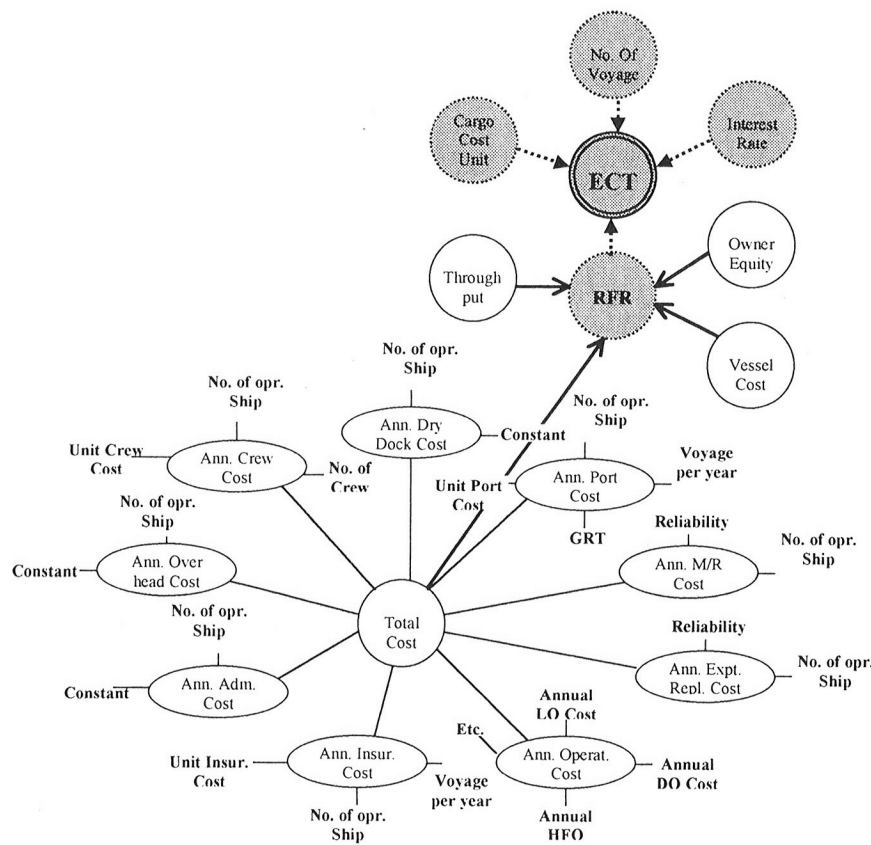 No. Of
Voyage
Cargo
Cost
Unit
Interest
Rate
ECT
Through
put
RFR
Owner
Equity
Vessel
Cost
No. of opr.
Ship
No. of opr.
Ship
No. of opr.
Ship
Unit Crew
Cost
Ann. Crew
Cost
No. of
Crew
Ann. Dry
Dock Cost
Constant
Unit Port
Cost
Ann. Port
Cost
Voyage
per year
GRT
No. of opr.
Ship
Constant
Ann. Over
head Cost
Reliability
Ann. M/R
Cost
No. of opr.
Ship
No. of opr.
Ship
Constant
Ann. Adm.
Cost
Total
Cost
Reliability
Ann. Expt.
Repl. Cost
No. of opr.
Ship
Unit Insur.
Cost
Ann. Insur.
Cost
Voyage
per year
No. of opr.
Ship
Etc.
Annual
LO Cost
Ann. Operat.
Cost
Annual
DO Cost
Annual
HFO